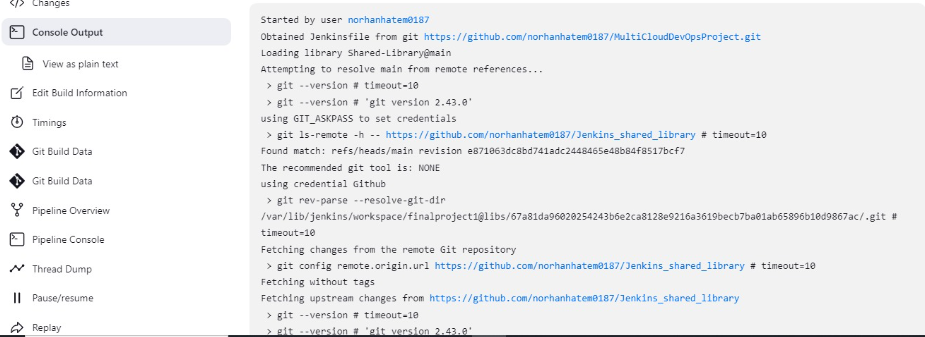 Changes
Console Output
View as plain text
Edit Build Information
Timings
Git Build Data
Git Build Data
Pipeline Overview
Pipeline Console
Thread Dump
Pause/resume
Replay
Started by user norhanhatem0187
Obtained Jenkinsfile from git https://github.com/norhanhatem0187/MultiCloudDevOpsProject.git
Loading library Shared-Library@main
Attempting to resolve main from remote references...
> git --version # timeout=10
> git --version # 'git version 2.43.0'
using GIT_ASKPASS to set credentials
> git ls-remote -h -- https://github.com/norhanhatem0187/Jenkins_shared_library # timeout=10
Found match: refs/heads/main revision e871063dc8bd741adc2448465e48b84f8517bcf7
The recommended git tool is: NONE
using credential Github
> git rev-parse --resolve-git-dir
/var/lib/jenkins/workspace/finalproject1@libs/67a81da96020254243b6e2ca8128e9216a3619becb7ba01ab65896b10d9867ac/.git #
timeout=10
Fetching changes from the remote Git repository
> git config remote.origin.url https://github.com/norhanhatem0187/Jenkins_shared_library # timeout=10
Fetching without tags
Fetching upstream changes from https://github.com/norhanhatem0187/Jenkins_shared_library
> git --version # timeout=10
> git --version # 'git version 2.43.0'